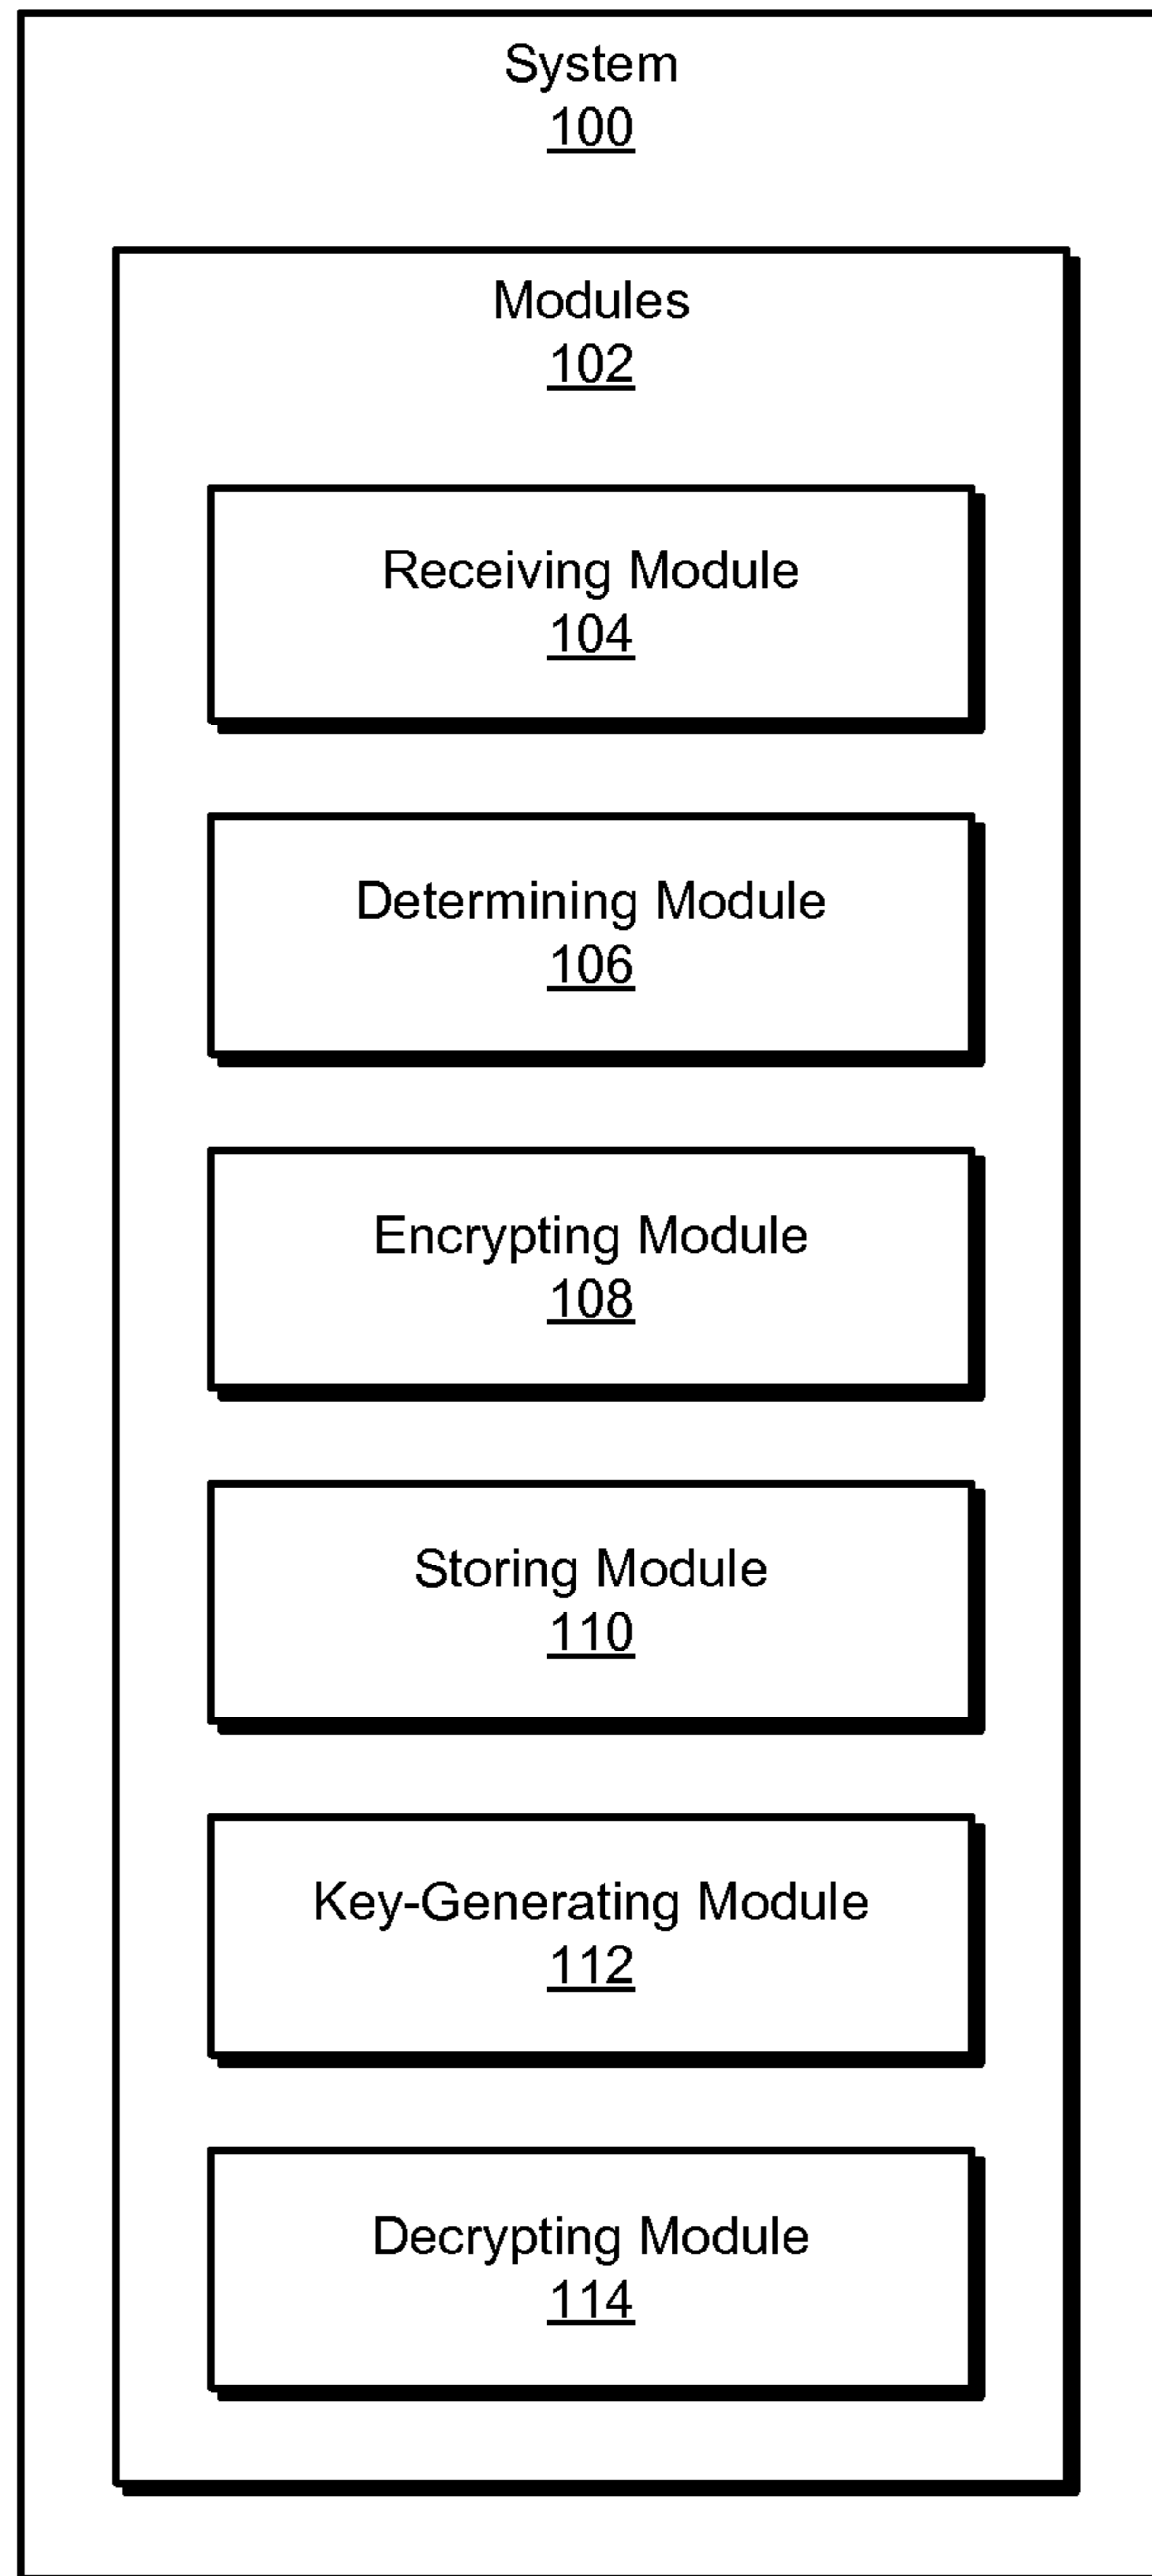 System
100
Modules
102
Receiving Module
104
Determining Module
106
Encrypting Module
108
Storing Module
110
Key-Generating Module
112
Decrypting Module
114